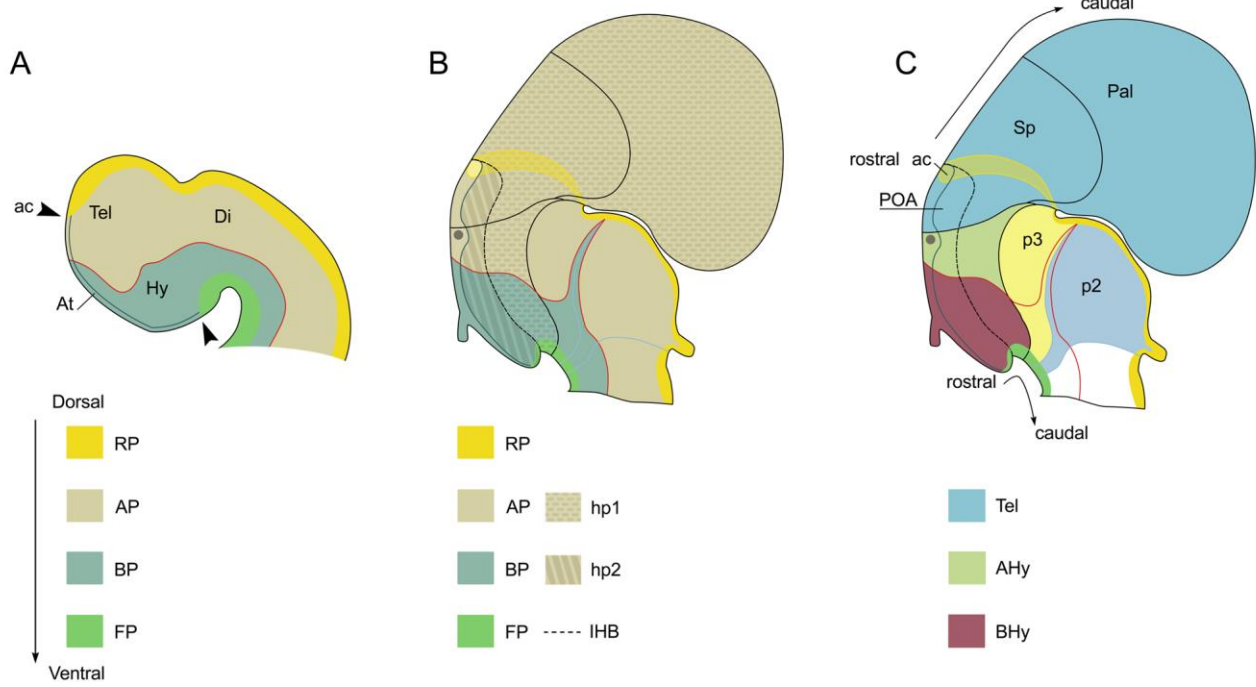 A
ac
Tel
Di
Hy
At
Dorsal
RP
AP
BP
FP
Ventral
B
RP
AP
hp1
BP
hp2
FP
IHB
C
caudal
Pal
Sp
rostral ac
POA
p3
p2
rostral
caudal
Tel
AHy
BHy